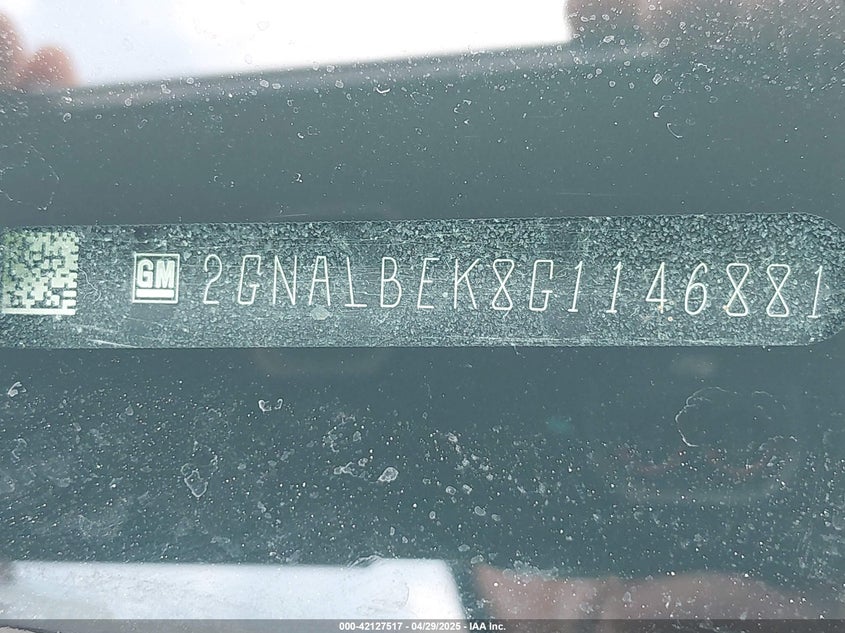 GM 2GNALBEK8G1146881
000-42127517 - 04/29/2025 - IAA Inc.